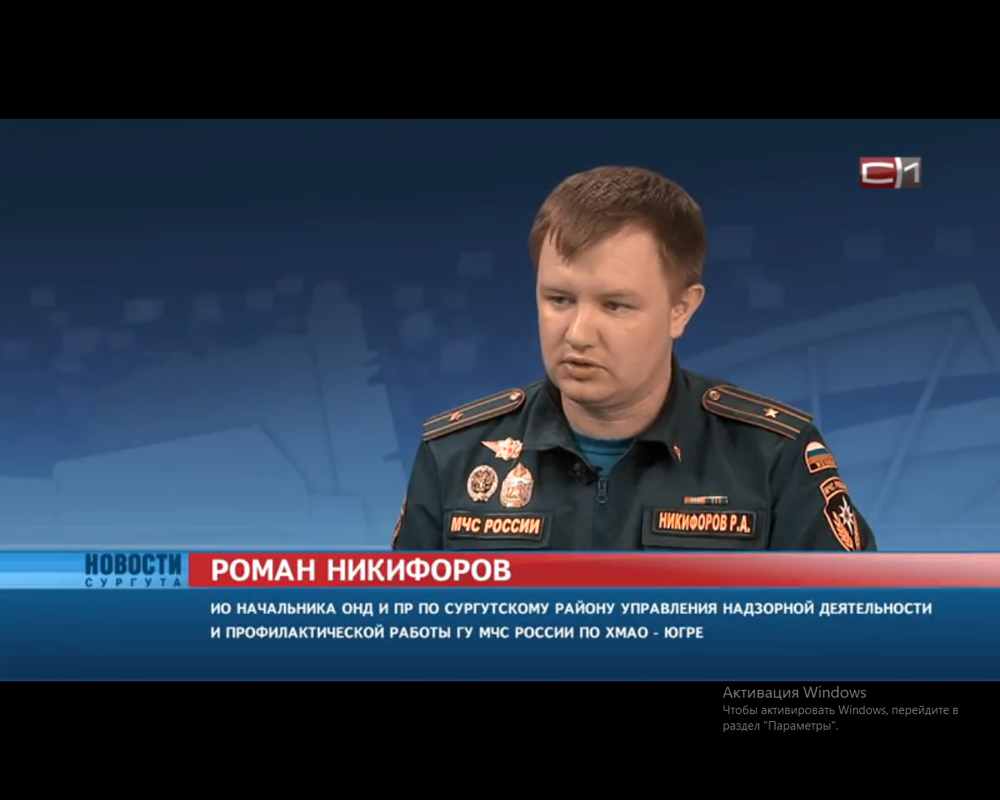 С1
МЧС РОССИИ
НИКИФОРОВ Р.А.
НОВОСТИ
СУРГУТА
РОМАН НИКИФОРОВ
ИО НАЧАЛЬНИКА ОНД И ПР ПО СУРГУТСКОМУ РАЙОНУ УПРАВЛЕНИЯ НАДЗОРНОЙ ДЕЯТЕЛЬНОСТИ
И ПРОФИЛАКТИЧЕСКОЙ РАБОТЫ ГУ МЧС РОССИИ ПО ХМАО - ЮГРЕ
Активация Windows
Чтобы активировать Windows, перейдите в
раздел "Параметры".